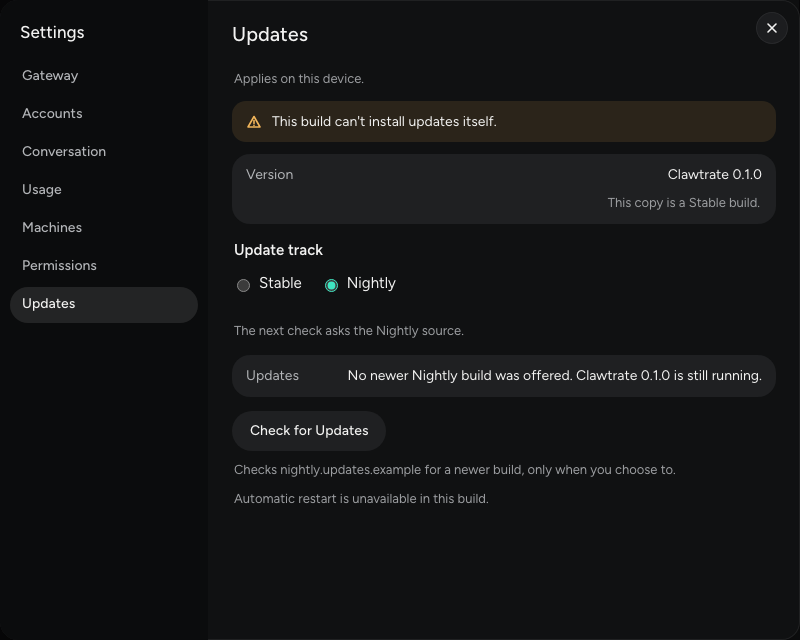 Settings
Gateway
Accounts
Conversation
Usage
Machines
Permissions
Updates
Updates
Applies on this device.
This build can't install updates itself.
Version
Clawtrate 0.1.0
This copy is a Stable build.
Update track
Stable
Nightly
The next check asks the Nightly source.
Updates
No newer Nightly build was offered. Clawtrate 0.1.0 is still running.
Check for Updates
Checks nightly.updates.example for a newer build, only when you choose to.
Automatic restart is unavailable in this build.